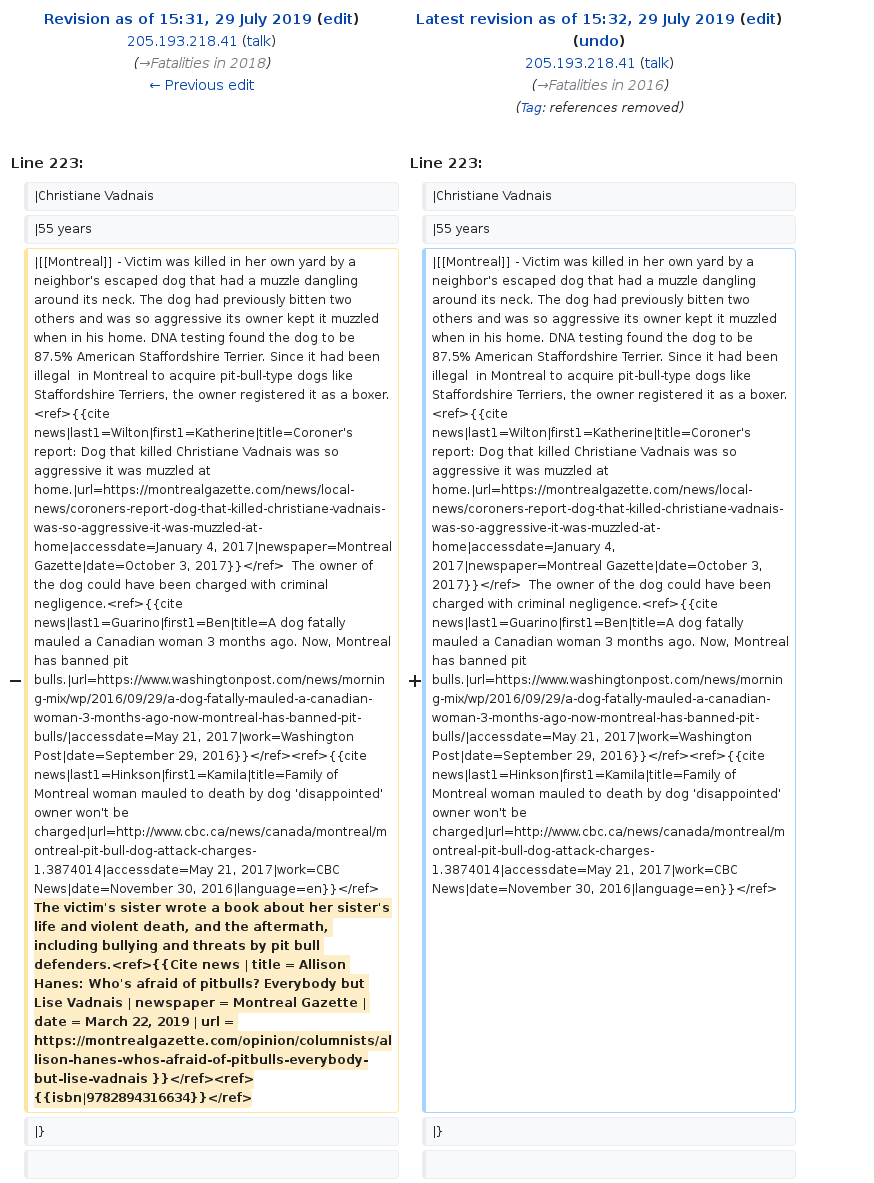 Revision as of 15:31, 29 July 2019 (edit)
205.193.218.41 (talk)
(→Fatalities in 2018)
← Previous edit
Latest revision as of 15:32, 29 July 2019 (edit)
(undo)
205.193.218.41 (talk)
(→Fatalities in 2016)
(Tag: references removed)
Line 223:
Line 223:
|Christiane Vadnais
|Christiane Vadnais
|55 years
|55 years
−
|[[Montreal]] - Victim was killed in her own yard by a
neighbor's escaped dog that had a muzzle dangling
around its neck. The dog had previously bitten two
others and was so aggressive its owner kept it muzzled
when in his home. DNA testing found the dog to be
87.5% American Staffordshire Terrier. Since it had been
illegal  in Montreal to acquire pit-bull-type dogs like
Staffordshire Terriers, the owner registered it as a boxer.
<ref>{{cite
news|last1=Wilton|first1=Katherine|title=Coroner's
report: Dog that killed Christiane Vadnais was so
aggressive it was muzzled at
home.|url=https://montrealgazette.com/news/local-
news/coroners-report-dog-that-killed-christiane-vadnais-
was-so-aggressive-it-was-muzzled-at-
home|accessdate=January 4, 2017|newspaper=Montreal
Gazette|date=October 3, 2017}}</ref>  The owner of
the dog could have been charged with criminal
negligence.<ref>{{cite
news|last1=Guarino|first1=Ben|title=A dog fatally
mauled a Canadian woman 3 months ago. Now, Montreal
has banned pit
bulls.|url=https://www.washingtonpost.com/news/mornin
g-mix/wp/2016/09/29/a-dog-fatally-mauled-a-canadian-
woman-3-months-ago-now-montreal-has-banned-pit-
bulls/|accessdate=May 21, 2017|work=Washington
Post|date=September 29, 2016}}</ref><ref>{{cite
news|last1=Hinkson|first1=Kamila|title=Family of
Montreal woman mauled to death by dog 'disappointed'
owner won't be
charged|url=http://www.cbc.ca/news/canada/montreal/m
ontreal-pit-bull-dog-attack-charges-
1.3874014|accessdate=May 21, 2017|work=CBC
News|date=November 30, 2016|language=en}}</ref>
The victim's sister wrote a book about her sister's
life and violent death, and the aftermath,
including bullying and threats by pit bull
defenders.<ref>{{Cite news | title = Allison
Hanes: Who's afraid of pitbulls? Everybody but
Lise Vadnais | newspaper = Montreal Gazette |
date = March 22, 2019 | url =
https://montrealgazette.com/opinion/columnists/al
lison-hanes-whos-afraid-of-pitbulls-everybody-
but-lise-vadnais }}</ref><ref>
{{isbn|9782894316634}}</ref>
+
|[[Montreal]] - Victim was killed in her own yard by a
neighbor's escaped dog that had a muzzle dangling
around its neck. The dog had previously bitten two
others and was so aggressive its owner kept it muzzled
when in his home. DNA testing found the dog to be
87.5% American Staffordshire Terrier. Since it had been
illegal  in Montreal to acquire pit-bull-type dogs like
Staffordshire Terriers, the owner registered it as a boxer.
<ref>{{cite
news|last1=Wilton|first1=Katherine|title=Coroner's
report: Dog that killed Christiane Vadnais was so
aggressive it was muzzled at
home.|url=https://montrealgazette.com/news/local-
news/coroners-report-dog-that-killed-christiane-vadnais-
was-so-aggressive-it-was-muzzled-at-
home|accessdate=January 4,
2017|newspaper=Montreal Gazette|date=October 3,
2017}}</ref>  The owner of the dog could have been
charged with criminal negligence.<ref>{{cite
news|last1=Guarino|first1=Ben|title=A dog fatally
mauled a Canadian woman 3 months ago. Now, Montreal
has banned pit
bulls.|url=https://www.washingtonpost.com/news/mornin
g-mix/wp/2016/09/29/a-dog-fatally-mauled-a-canadian-
woman-3-months-ago-now-montreal-has-banned-pit-
bulls/|accessdate=May 21, 2017|work=Washington
Post|date=September 29, 2016}}</ref><ref>{{cite
news|last1=Hinkson|first1=Kamila|title=Family of
Montreal woman mauled to death by dog 'disappointed'
owner won't be
charged|url=http://www.cbc.ca/news/canada/montreal/m
ontreal-pit-bull-dog-attack-charges-
1.3874014|accessdate=May 21, 2017|work=CBC
News|date=November 30, 2016|language=en}}</ref>
|}
|}